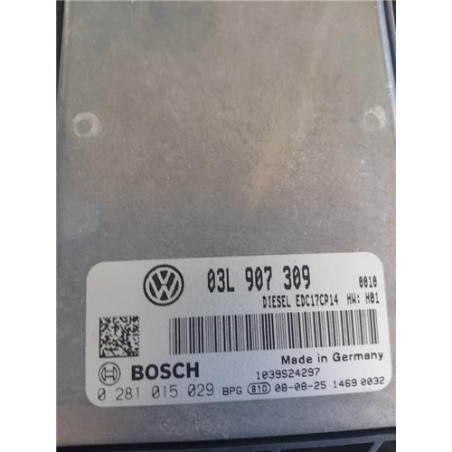 03L 907 309 0010
DIESEL EDC17CP14 HW: H01
BOSCH Made in Germany
1039S24297
0 281 015 029 BPG 810 08-08-25 1469 0032